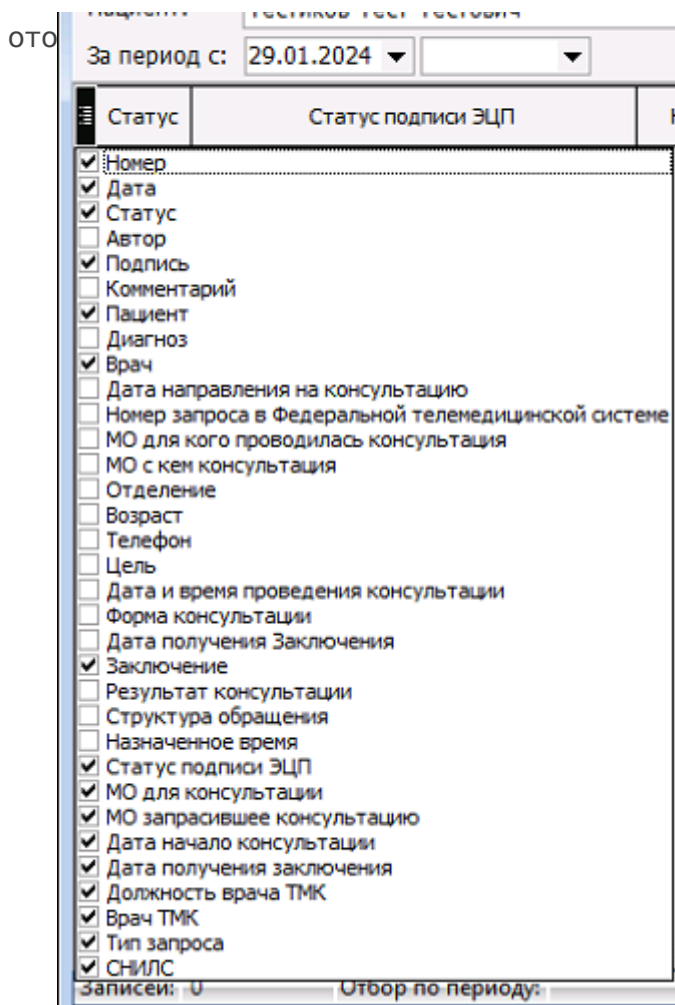 Пациент: Тестиков Тест Тестович
ото
За период с: 29.01.2024
Статус Статус подписи ЭЦП
Номер
Дата
Статус
Автор
Подпись
Комментарий
Пациент
Диагноз
Врач
Дата направления на консультацию
Номер запроса в Федеральной телемедицинской системе
МО для кого проводилась консультация
МО с кем консультация
Отделение
Возраст
Телефон
Цель
Дата и время проведения консультации
Форма консультации
Дата получения Заключения
Заключение
Результат консультации
Структура обращения
Назначенное время
Статус подписи ЭЦП
МО для консультации
МО запрасившее консультацию
Дата начало консультации
Дата получения заключения
Должность врача ТМК
Врач ТМК
Тип запроса
СНИЛС
Записей: 0 Отбор по периоду: